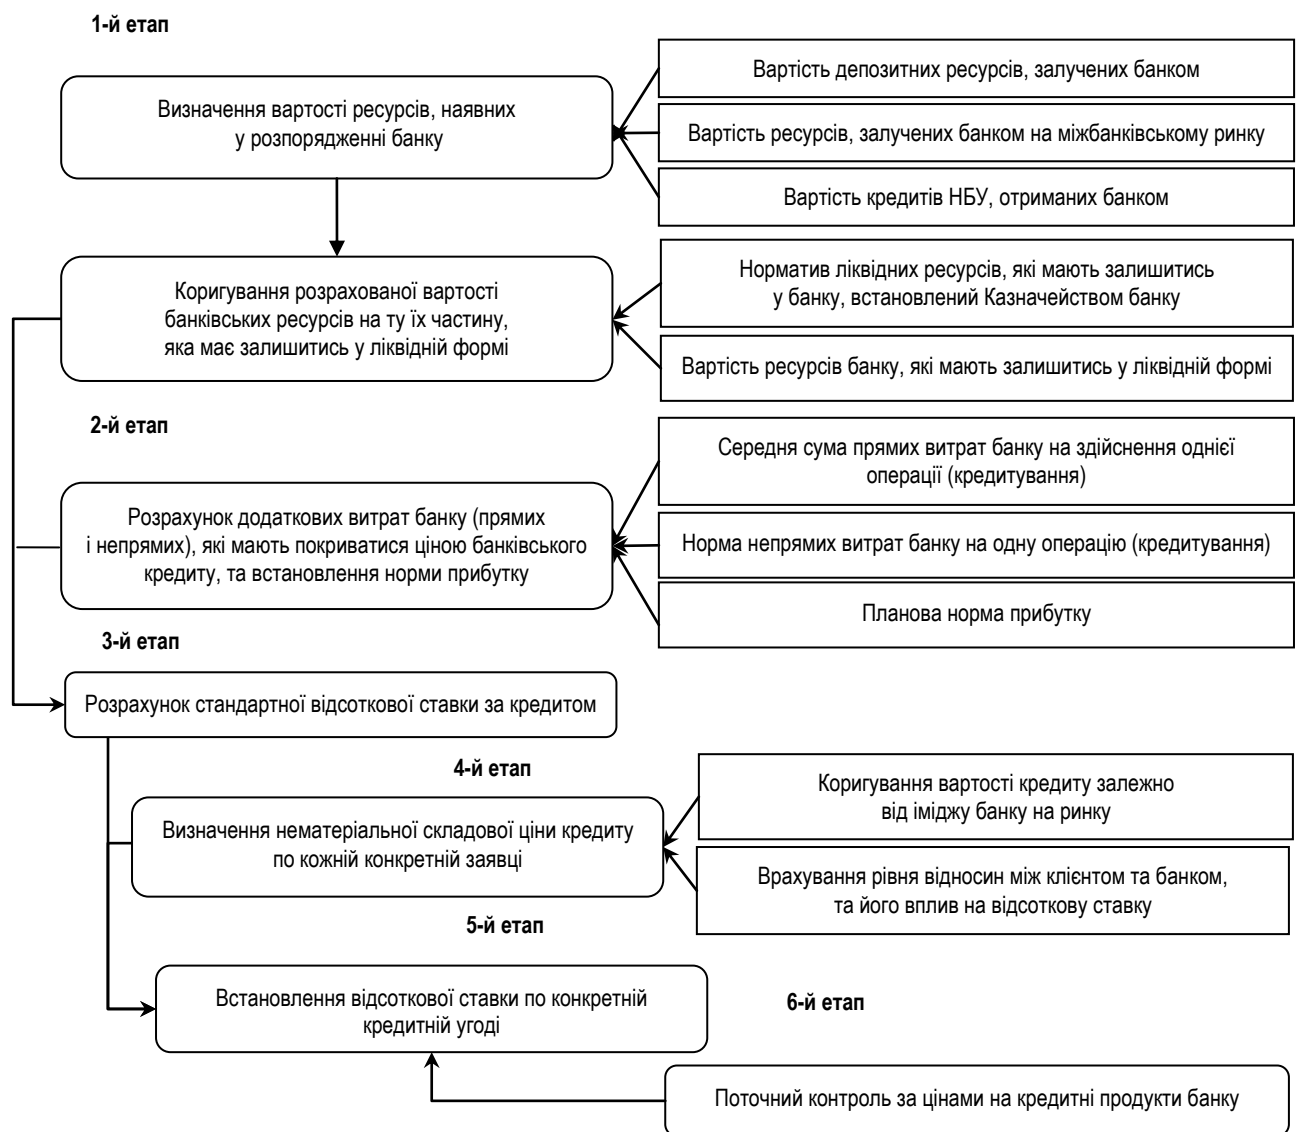 1-й етап
Визначення вартості ресурсів, наявних
у розпорядженні банку
Вартість депозитних ресурсів, залучених банком
Вартість ресурсів, залучених банком на міжбанківському ринку
Вартість кредитів НБУ, отриманих банком
Коригування розрахованої вартості
банківських ресурсів на ту їх частину,
яка має залишитись у ліквідній формі
Норматив ліквідних ресурсів, які мають залишитись
у банку, встановлений Казначейством банку
Вартість ресурсів банку, які мають залишитись у ліквідній формі
2-й етап
Розрахунок додаткових витрат банку (прямих
і непрямих), які мають покриватися ціною банківського
кредиту, та встановлення норми прибутку
Середня сума прямих витрат банку на здійснення однієї
операції (кредитування)
Норма непрямих витрат банку на одну операцію (кредитування)
Планова норма прибутку
3-й етап
Розрахунок стандартної відсоткової ставки за кредитом
4-й етап
Визначення нематеріальної складової ціни кредиту
по кожній конкретній заявці
Коригування вартості кредиту залежно
від іміджу банку на ринку
Врахування рівня відносин між клієнтом та банком,
та його вплив на відсоткову ставку
5-й етап
Встановлення відсоткової ставки по конкретній
кредитній угоді
6-й етап
Поточний контроль за цінами на кредитні продукти банку